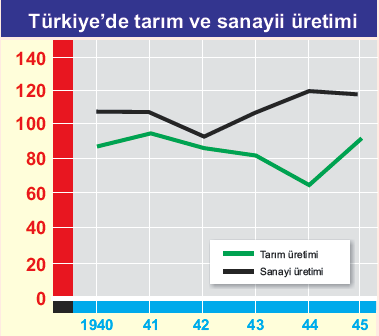 Türkiye’de tarım ve sanayii üretimi
140
120
100
80
60
40
20
0
Tarım üretimi
Sanayi üretimi
1940 41 42 43 44 45